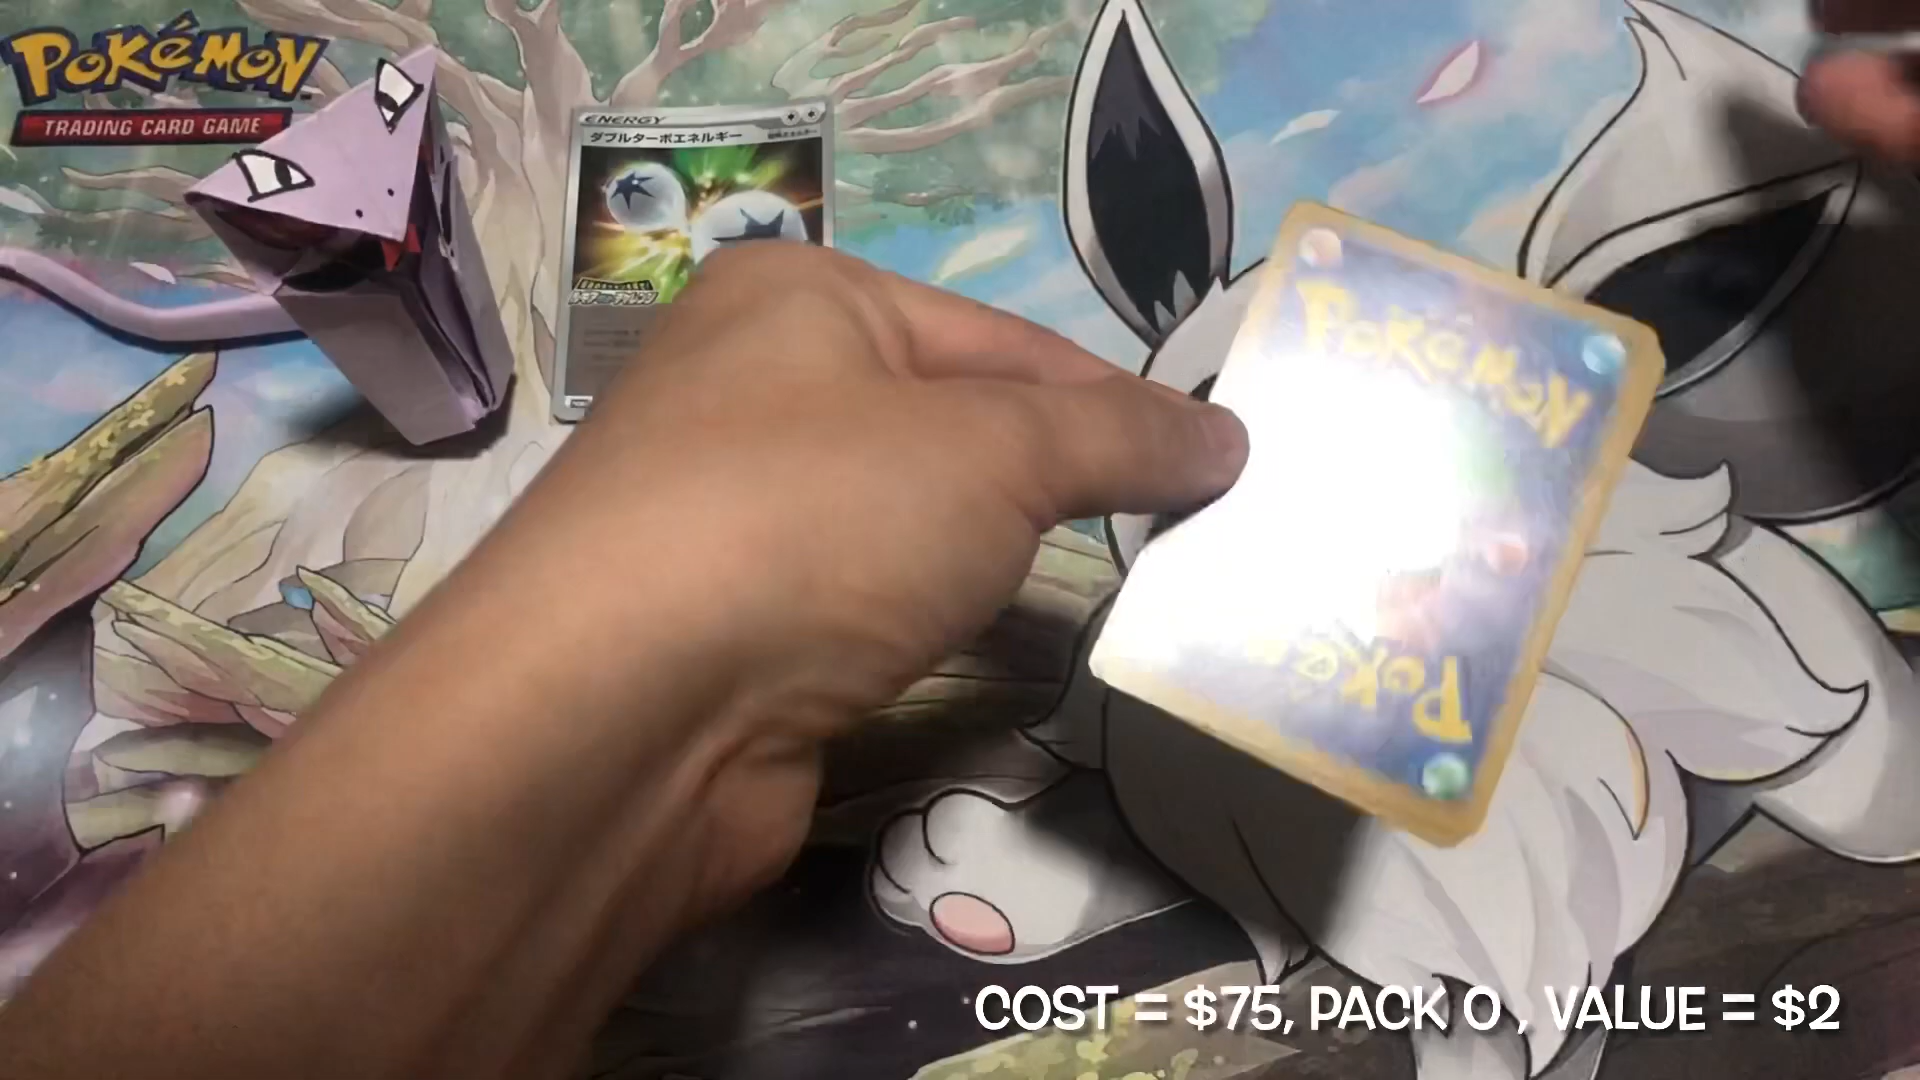 POKéMON
TRADING CARD GAME
ENERGY
ダブルターボエネルギー
POKéMON
POKé
COST = $75, PACK 0 , VALUE = $2